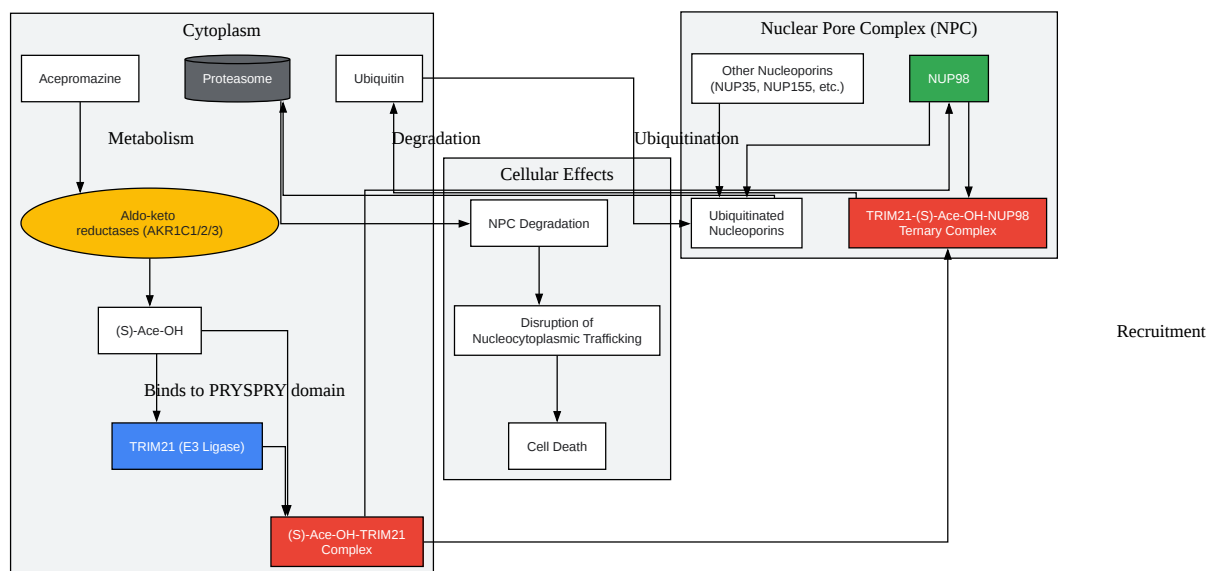 Cytoplasm
Nuclear Pore Complex (NPC)
Acepromazine
Proteasome
Ubiquitin
Other Nucleoporins
(NUP35, NUP155, etc.)
NUP98
Metabolism
Degradation
Ubiquitination
Cellular Effects
Aldo-keto
reductases (AKR1C1/2/3)
NPC Degradation
Ubiquitinated
Nucleoporins
TRIM21-(S)-Ace-OH-NUP98
Ternary Complex
(S)-Ace-OH
Disruption of
Nucleocytoplasmic Trafficking
Recruitment
Binds to PRYSPRY domain
TRIM21 (E3 Ligase)
Cell Death
(S)-Ace-OH-TRIM21
Complex